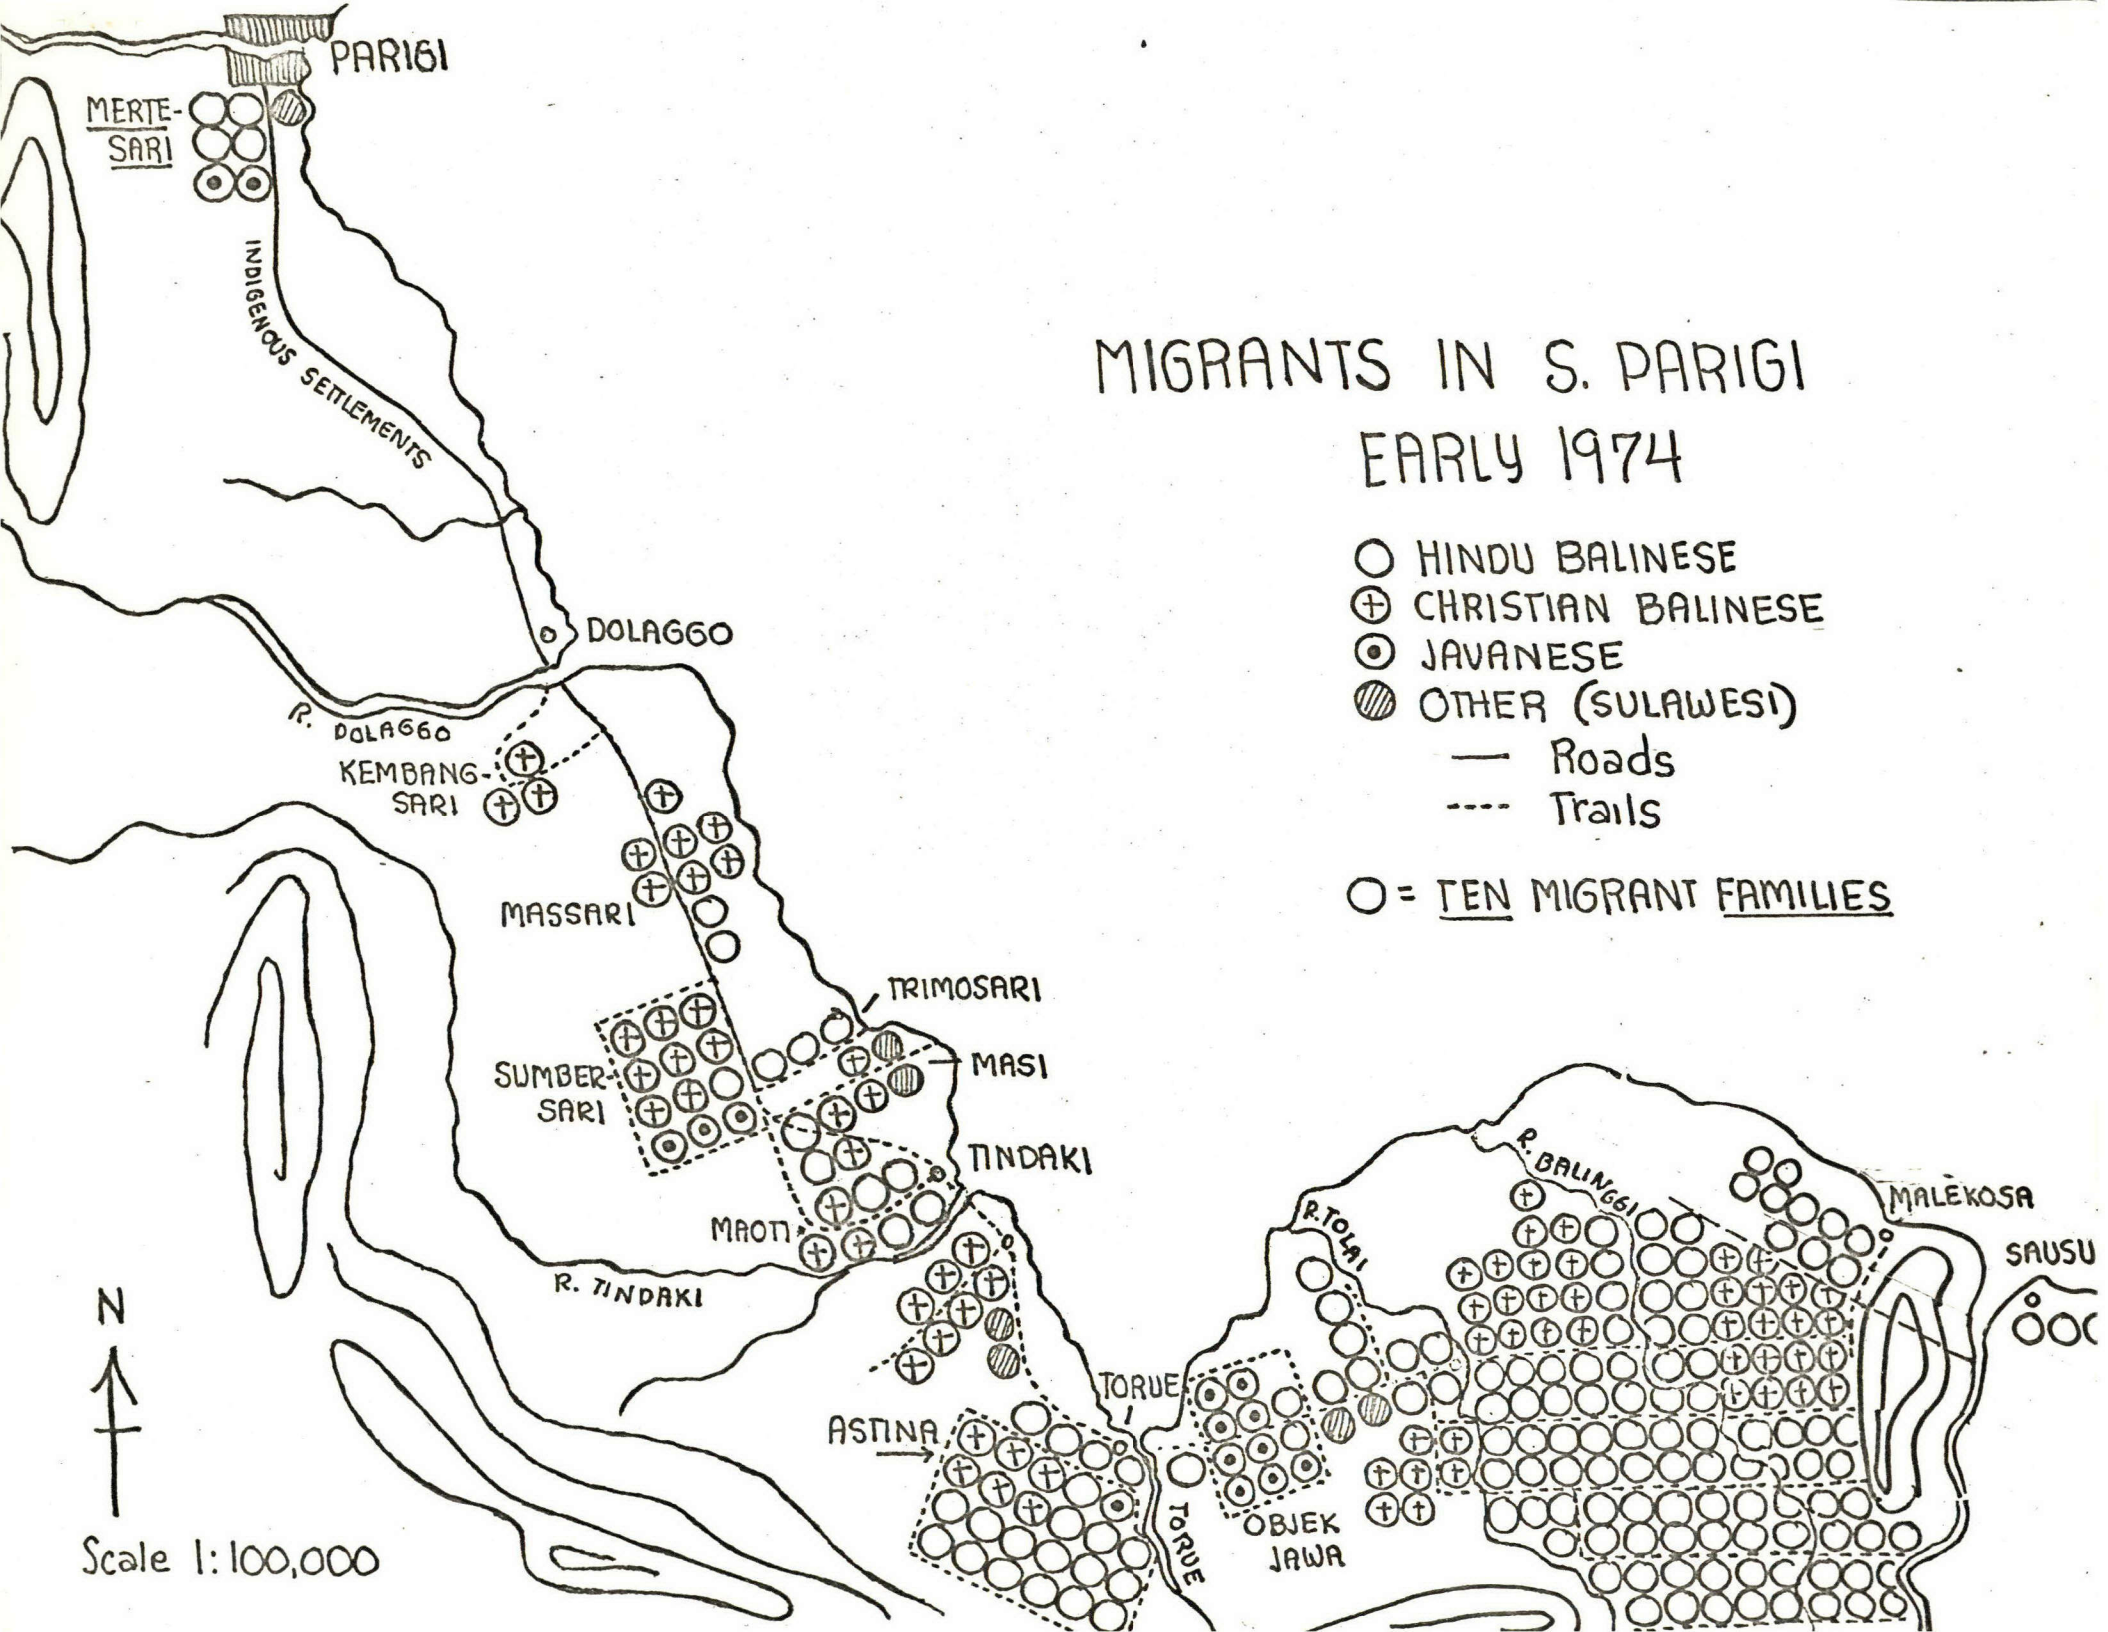 PARIGI
MERTE-
SARI
INDIGENOUS SETTLEMENTS
MIGRANTS IN S. PARIGI
EARLY 1974
HINDU BALINESE
CHRISTIAN BALINESE
JAVANESE
OTHER (SULAWESI)
Roads
Trails
= TEN MIGRANT FAMILIES
DOLAGGO
R. DOLAGGO
KEMBANG-
SARI
MASSARI
TRIMOSARI
MASI
SUMBER-
SARI
TINDAKI
MAOTI
R. TINDAKI
R. BALINGGI
MALEKOSA
SAUSU
R. TOLAI
TORUE
ASTINA
OBJEK
JAWA
TORUE
N
Scale 1:100,000